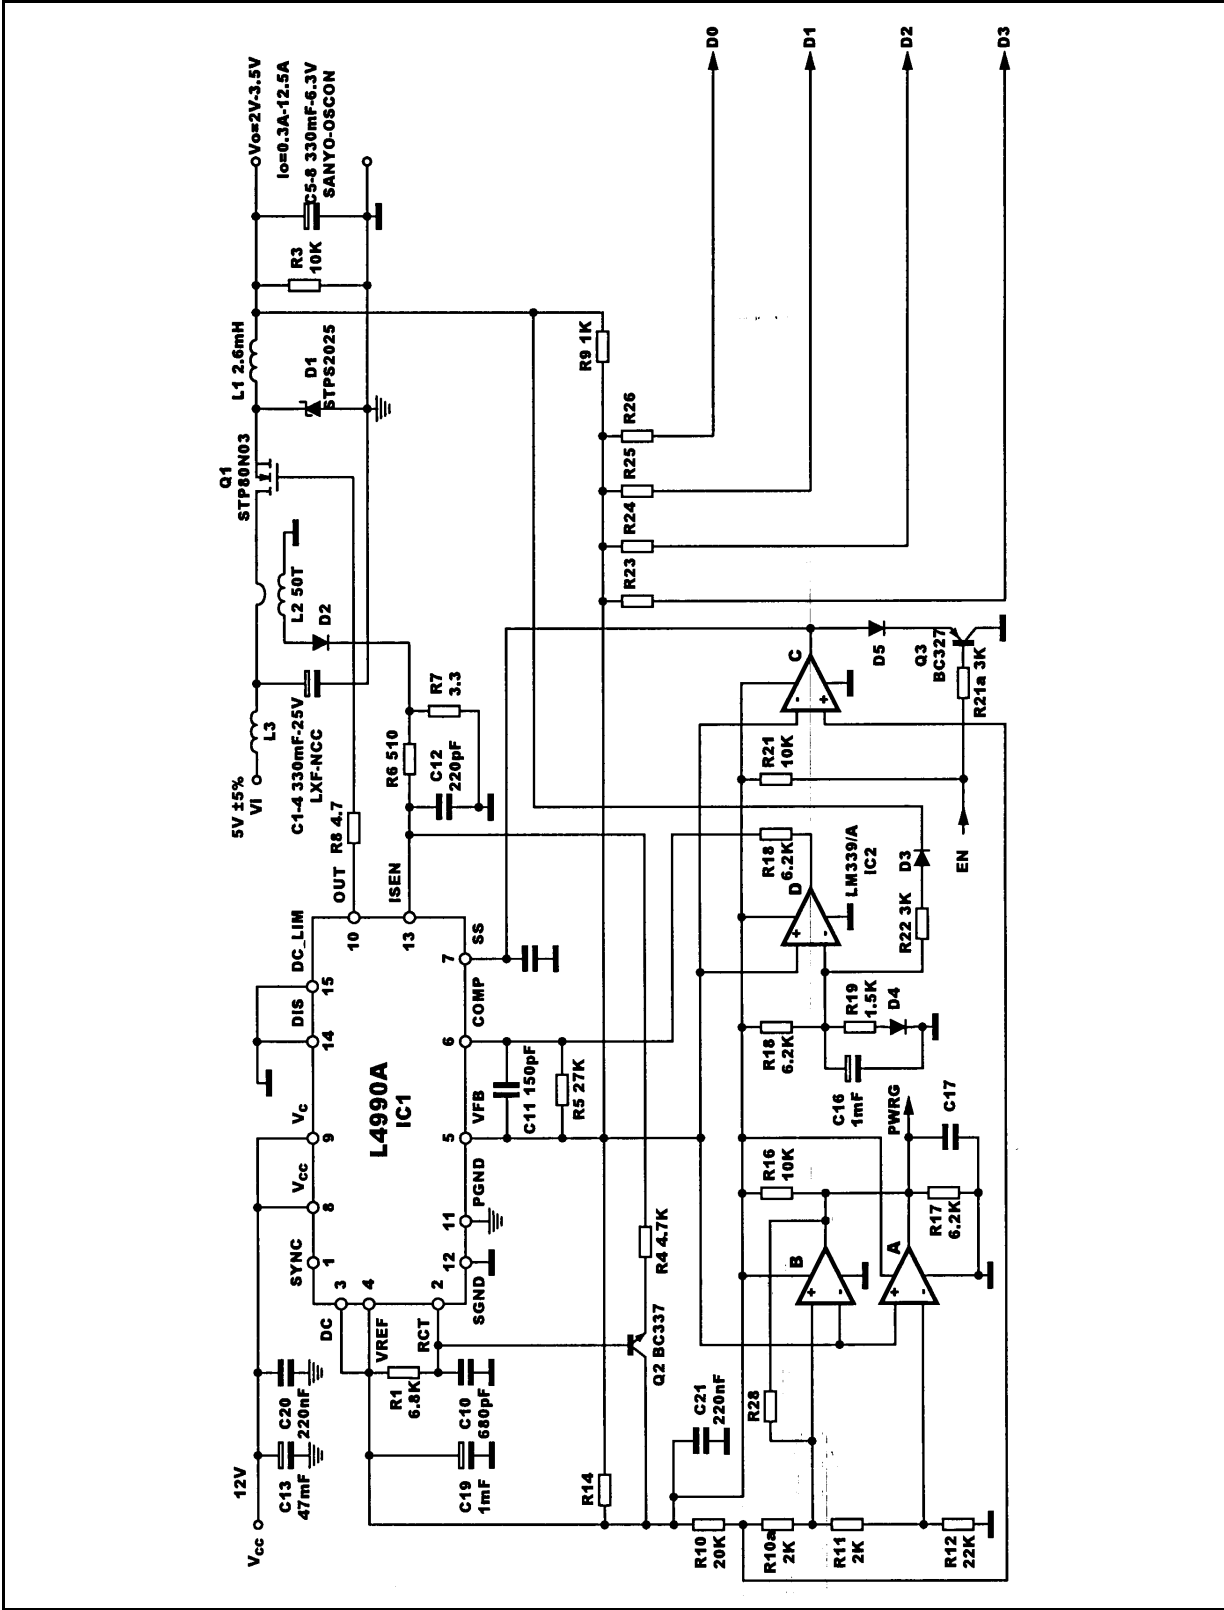 5V ±5%
VI
L3
C1-4 330mF-25V
LXF-NCC
L2 50T
D2
Q1
STP80N03
L1 2.6mH
D1
STPS2025
R3
10K
Vo=2V-3.5V
Io=0.3A-12.5A
C5-8 330mF-6.3V
SANYO-OSCON
12V
Vcc
C13
47mF
C20
220nF
SYNC
Vcc
Vc
DIS
DC_LIM
1
8
9
14
15
DC
3
4
VREF
2
RCT
L4990A
IC1
OUT
10
ISEN
13
12
SGND
11
PGND
5
VFB
6
COMP
7
SS
R8 4.7
R6 510
R7
3.3
C12
220pF
R1
6.8K
C10
680pF
C19
1mF
C11 150pF
R5 27K
R14
R4 4.7K
Q2 BC337
R9 1K
R26
R25
R24
R23
D0
D1
D2
D3
C21
220nF
R28
R10
20K
R10a
2K
R11
2K
R12
22K
B
A
+
-
+
-
R16
10K
R17
6.2K
PWRG
C17
C16
1mF
R18
6.2K
R19
1.5K
D4
D
+
-
R18
6.2K
LM339/A
IC2
R22 3K
D3
R21
10K
EN
C
-
+
D5
Q3
BC327
R21a 3K